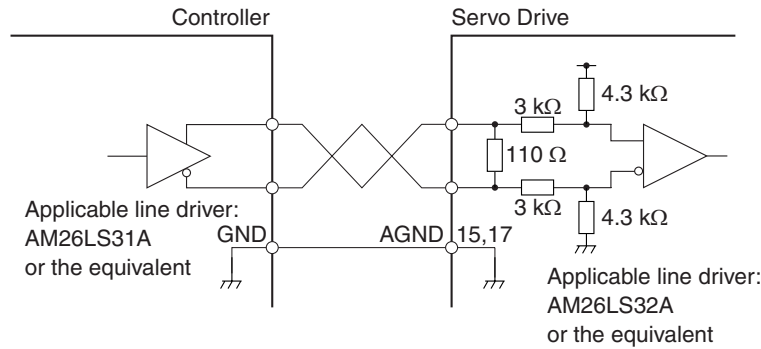 Controller
Servo Drive
4.3 kΩ
3 kΩ
110 Ω
3 kΩ
4.3 kΩ
Applicable line driver:
AM26LS31A
or the equivalent
GND
AGND
15,17
Applicable line driver:
AM26LS32A
or the equivalent